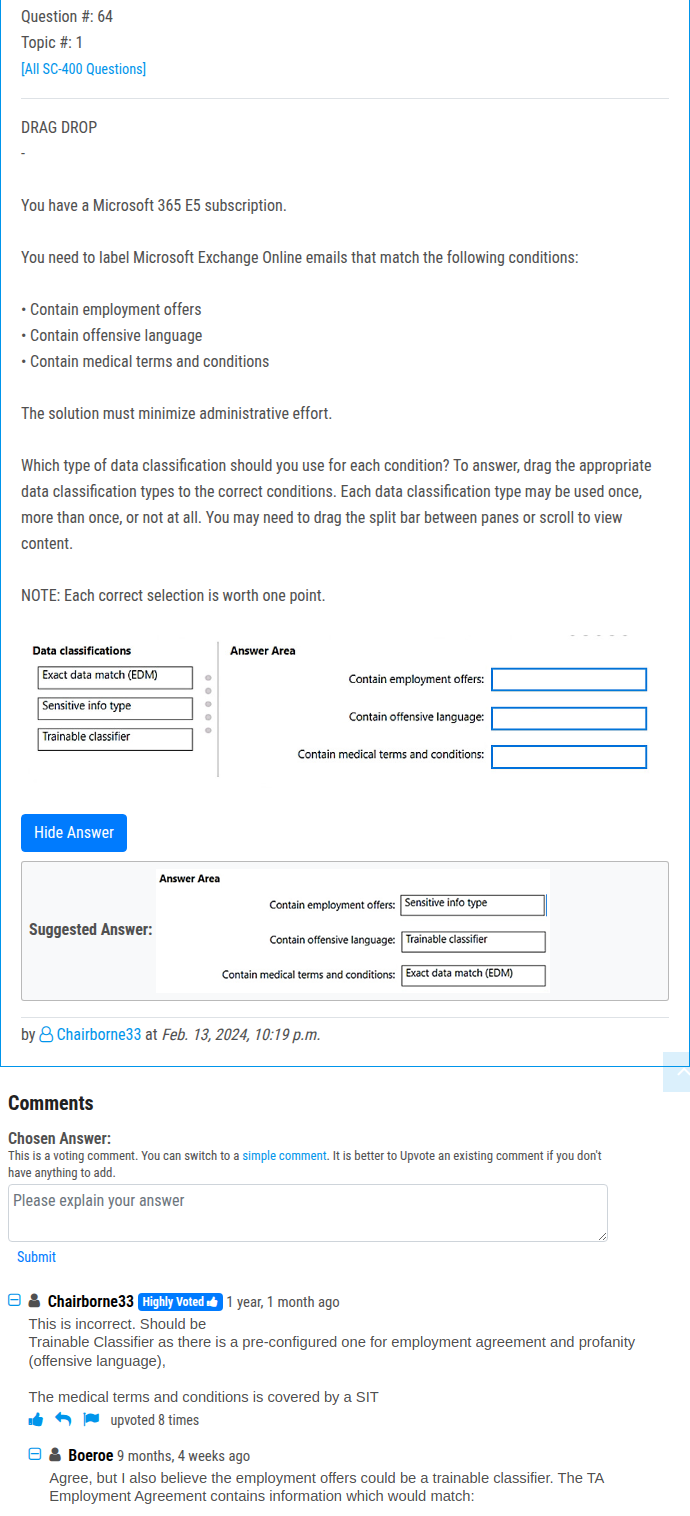 Question #: 64
Topic #: 1
[All SC-400 Questions]
DRAG DROP
-
You have a Microsoft 365 E5 subscription.
You need to label Microsoft Exchange Online emails that match the following conditions:
• Contain employment offers
• Contain offensive language
• Contain medical terms and conditions
The solution must minimize administrative effort.
Which type of data classification should you use for each condition? To answer, drag the appropriate
data classification types to the correct conditions. Each data classification type may be used once,
more than once, or not at all. You may need to drag the split bar between panes or scroll to view
content.
NOTE: Each correct selection is worth one point.
Data classifications
Exact data match (EDM)
Sensitive info type
Trainable classifier
Answer Area
Contain employment offers:
Contain offensive language:
Contain medical terms and conditions:
Hide Answer
Suggested Answer:
Answer Area
Contain employment offers: Sensitive info type
Contain offensive language: Trainable classifier
Contain medical terms and conditions: Exact data match (EDM)
by Chairborne33 at Feb. 13, 2024, 10:19 p.m.
Comments
Chosen Answer:
This is a voting comment. You can switch to a simple comment. It is better to Upvote an existing comment if you don't
have anything to add.
Please explain your answer
Submit
Chairborne33 Highly Voted 1 year, 1 month ago
This is incorrect. Should be
Trainable Classifier as there is a pre-configured one for employment agreement and profanity
(offensive language),
The medical terms and conditions is covered by a SIT
upvoted 8 times
Boeroe 9 months, 4 weeks ago
Agree, but I also believe the employment offers could be a trainable classifier. The TA
Employment Agreement contains information which would match: